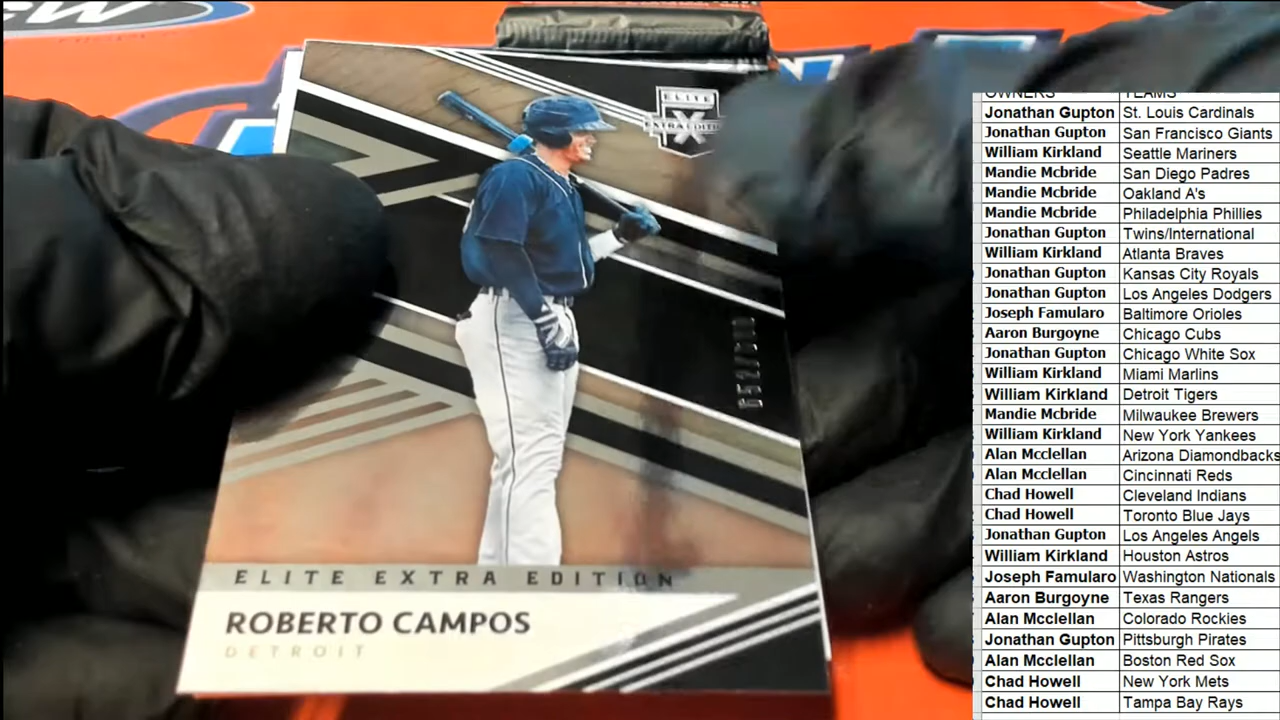 ELITE
X
EXTRA EDITION
ELITE EXTRA EDITION
ROBERTO CAMPOS
DETROIT
OWNERS TEAMS
Jonathan Gupton St. Louis Cardinals
Jonathan Gupton San Francisco Giants
William Kirkland Seattle Mariners
Mandie Mcbride San Diego Padres
Mandie Mcbride Oakland A's
Mandie Mcbride Philadelphia Phillies
Jonathan Gupton Twins/International
William Kirkland Atlanta Braves
Jonathan Gupton Kansas City Royals
Jonathan Gupton Los Angeles Dodgers
Joseph Famularo Baltimore Orioles
Aaron Burgoyne Chicago Cubs
Jonathan Gupton Chicago White Sox
William Kirkland Miami Marlins
William Kirkland Detroit Tigers
Mandie Mcbride Milwaukee Brewers
William Kirkland New York Yankees
Alan Mcclellan Arizona Diamondbacks
Alan Mcclellan Cincinnati Reds
Chad Howell Cleveland Indians
Chad Howell Toronto Blue Jays
Jonathan Gupton Los Angeles Angels
William Kirkland Houston Astros
Joseph Famularo Washington Nationals
Aaron Burgoyne Texas Rangers
Alan Mcclellan Colorado Rockies
Jonathan Gupton Pittsburgh Pirates
Alan Mcclellan Boston Red Sox
Chad Howell New York Mets
Chad Howell Tampa Bay Rays